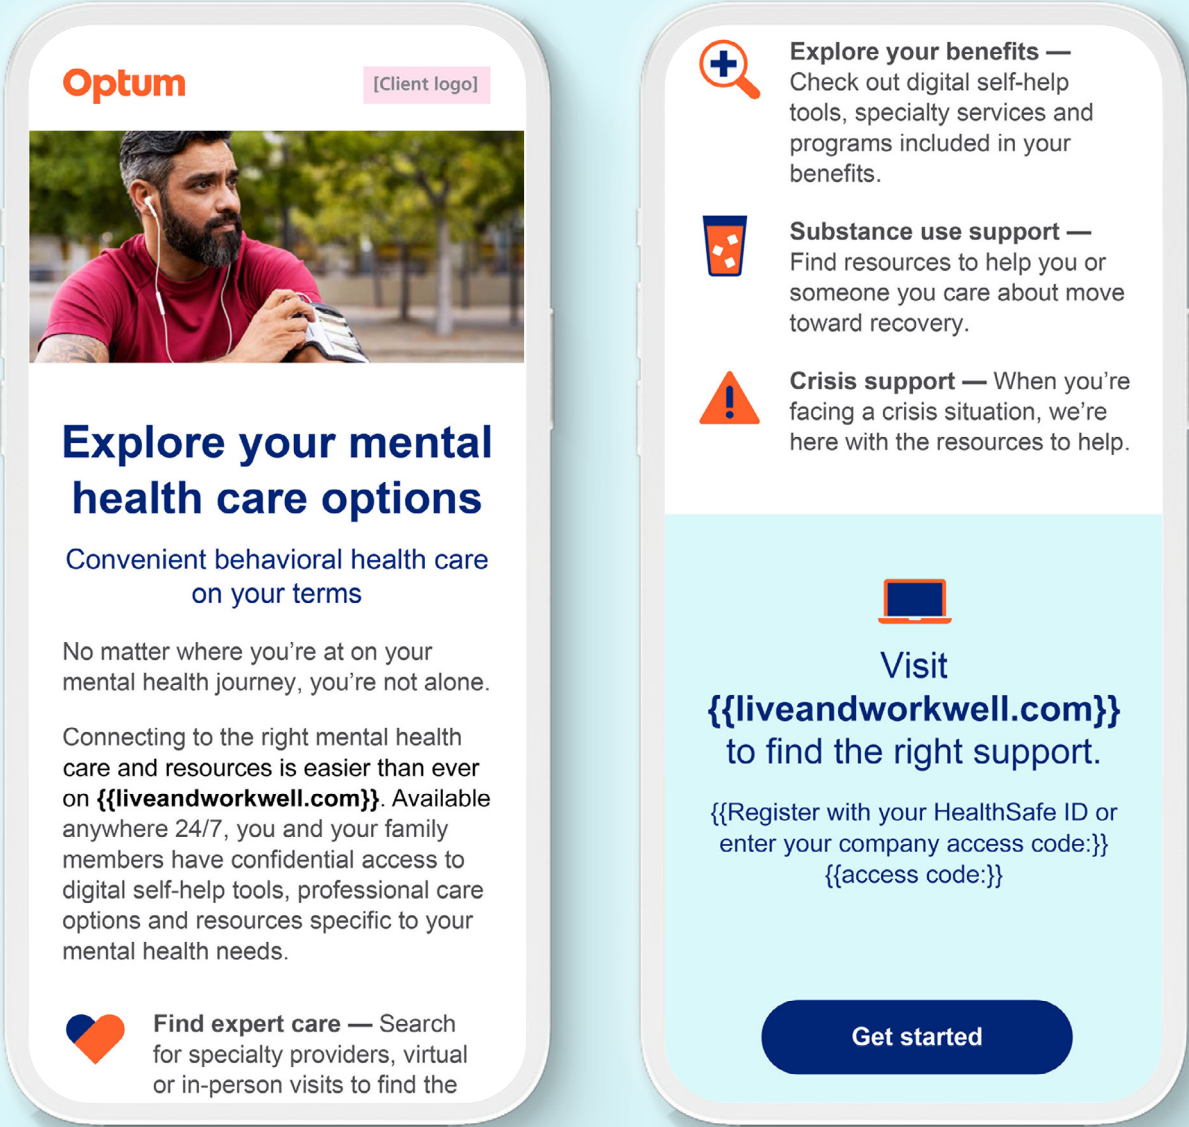 Optum
[Client logo]
Explore your mental
health care options
Convenient behavioral health care
on your terms
No matter where you’re at on your
mental health journey, you’re not alone.
Connecting to the right mental health
care and resources is easier than ever
on {{liveandworkwell.com}}. Available
anywhere 24/7, you and your family
members have confidential access to
digital self-help tools, professional care
options and resources specific to your
mental health needs.
Find expert care — Search
for specialty providers, virtual
or in-person visits to find the
Explore your benefits —
Check out digital self-help
tools, specialty services and
programs included in your
benefits.
Substance use support —
Find resources to help you or
someone you care about move
toward recovery.
Crisis support — When you’re
facing a crisis situation, we’re
here with the resources to help.
Visit
{{liveandworkwell.com}}
to find the right support.
{{Register with your HealthSafe ID or
enter your company access code:}}
{{access code:}}
Get started